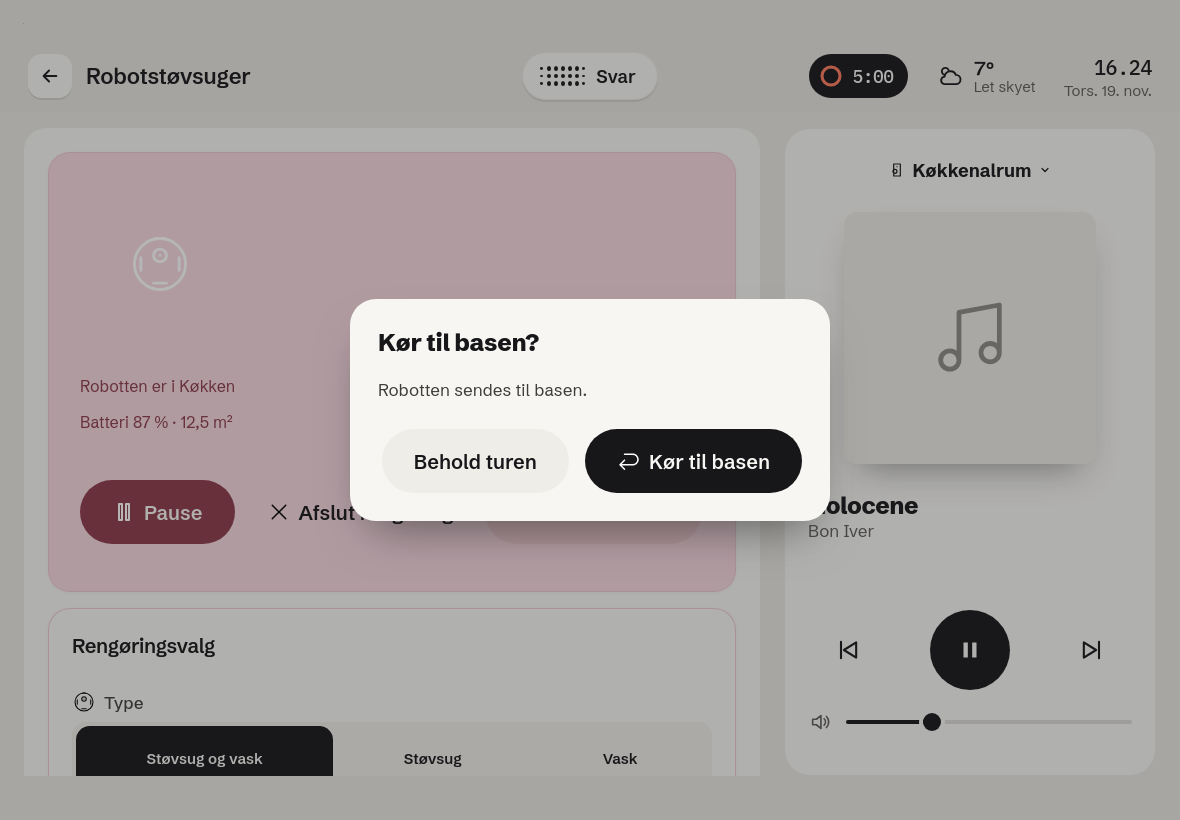 Robotstøvsuger
Svar
5:00
7°
Let skyet
16.24
Tors. 19. nov.
Køkkenalrum
Kør til basen?
Robotten sendes til basen.
Behold turen
Kør til basen
Robotten er i Køkken
Batteri 87 % · 12,5 m²
Pause
Afslut
Bon Iver
Rengøringsvalg
Type
Støvsug og vask
Støvsug
Vask